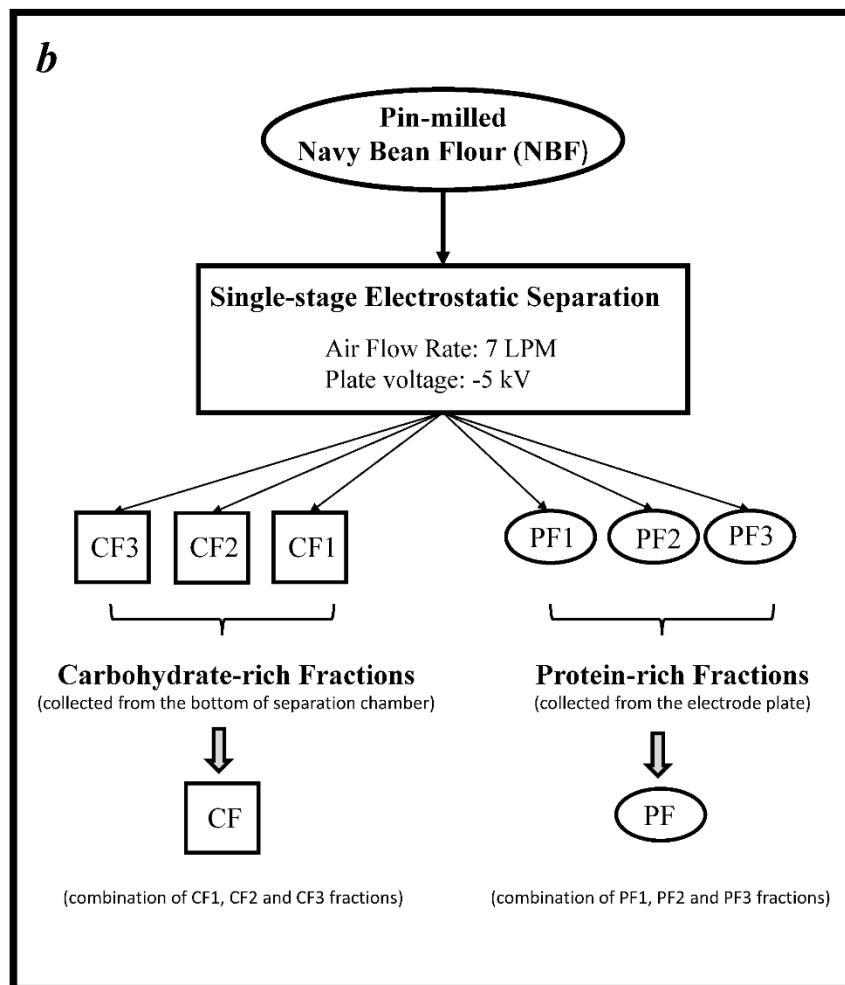 b
Pin-milled
Navy Bean Flour (NBF)
Single-stage Electrostatic Separation
Air Flow Rate: 7 LPM
Plate voltage: -5 kV
CF3
CF2
CF1
PF1
PF2
PF3
Carbohydrate-rich Fractions
(collected from the bottom of separation chamber)
Protein-rich Fractions
(collected from the electrode plate)
CF
PF
(combination of CF1, CF2 and CF3 fractions)
(combination of PF1, PF2 and PF3 fractions)